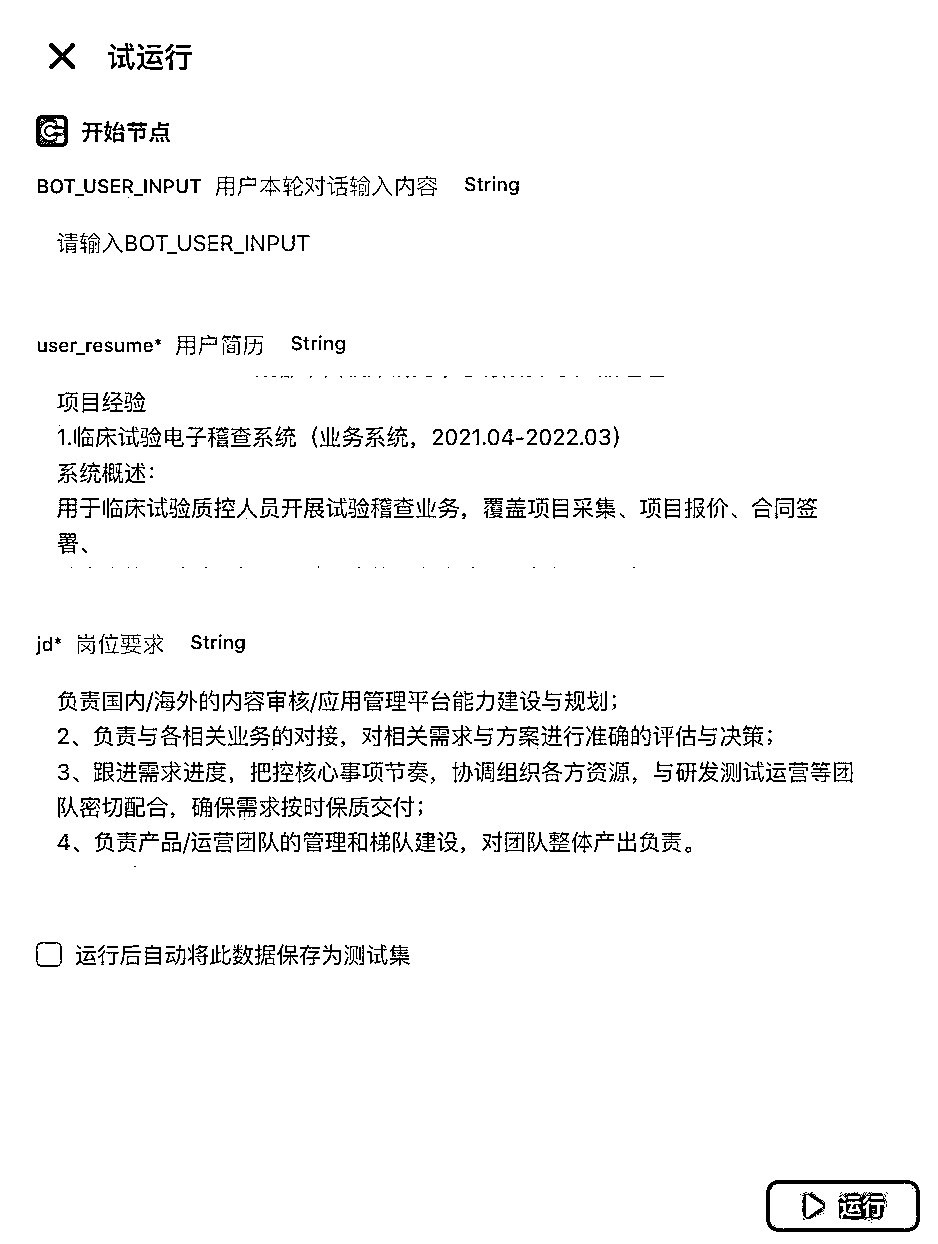 试运行
开始节点
BOT_USER_INPUT 用户本轮对话输入内容 String
请输入BOT_USER_INPUT
user_resume* 用户简历 String
项目经验
1.临床试验电子稽查系统（业务系统，2021.04-2022.03）
系统概述：
用于临床试验质控人员开展试验稽查业务，覆盖项目采集、项目报价、合同签
署、
jd* 岗位要求 String
负责国内/海外的内容审核/应用管理平台能力建设与规划；
2、负责与各相关业务的对接，对相关需求与方案进行准确的评估与决策；
3、跟进需求进度，把控核心事项节奏，协调组织各方资源，与研发测试运营等团
队密切配合，确保需求按时保质交付；
4、负责产品/运营团队的管理和梯队建设，对团队整体产出负责。
运行后自动将此数据保存为测试集
运行